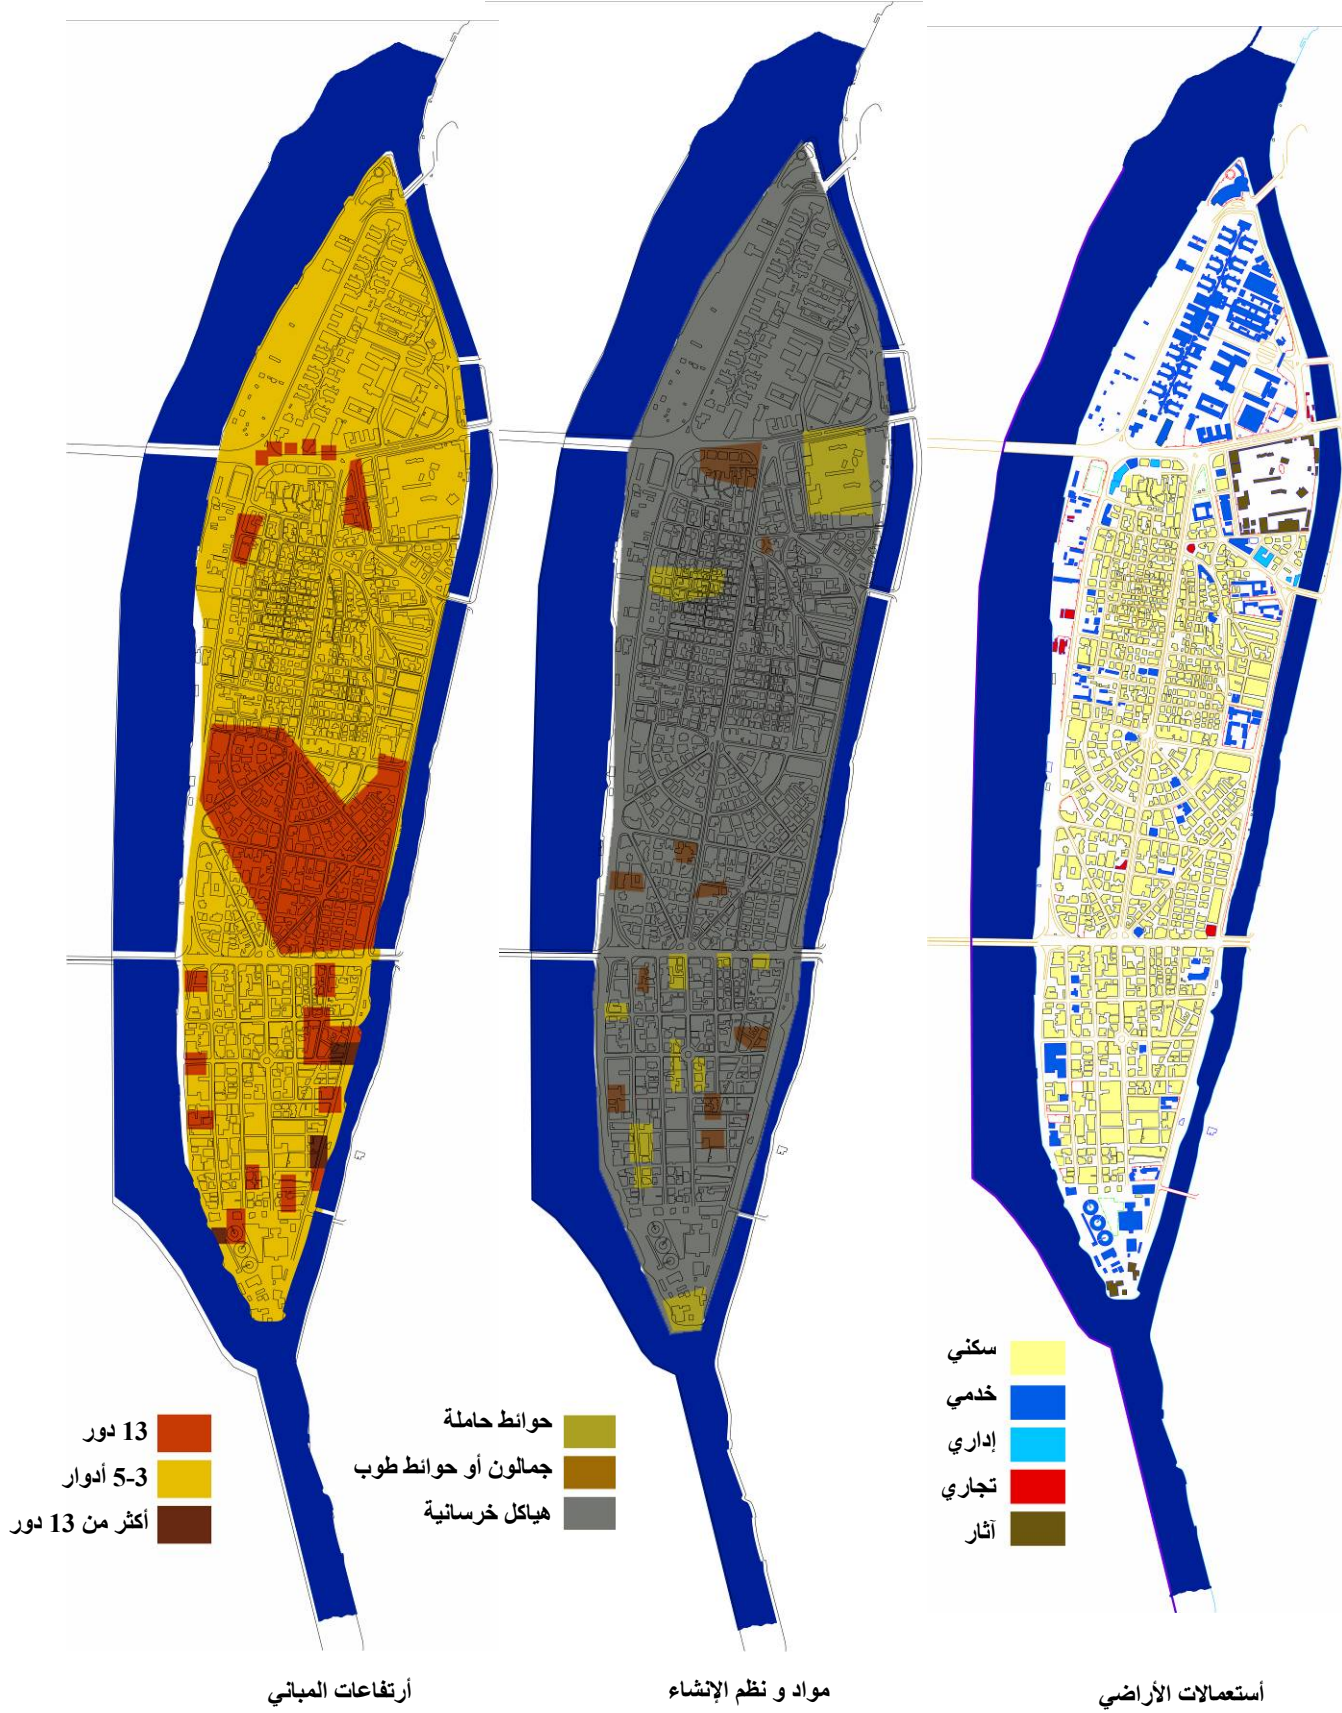 سكني
خدمي
إداري
تجاري
آثار
حوائط حاملة
جمالون أو حوائط طوب
هياكل خرسانية
13 دور
3-5 أدوار
أكثر من 13 دور
أستعمالات الأراضي
مواد و نظم الإنشاء
أرتفاعات المباني